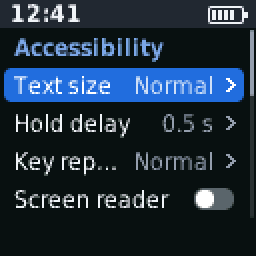 12:41
Accessibility
Text size Normal
Hold delay 0.5 s
Key rep... Normal
Screen reader